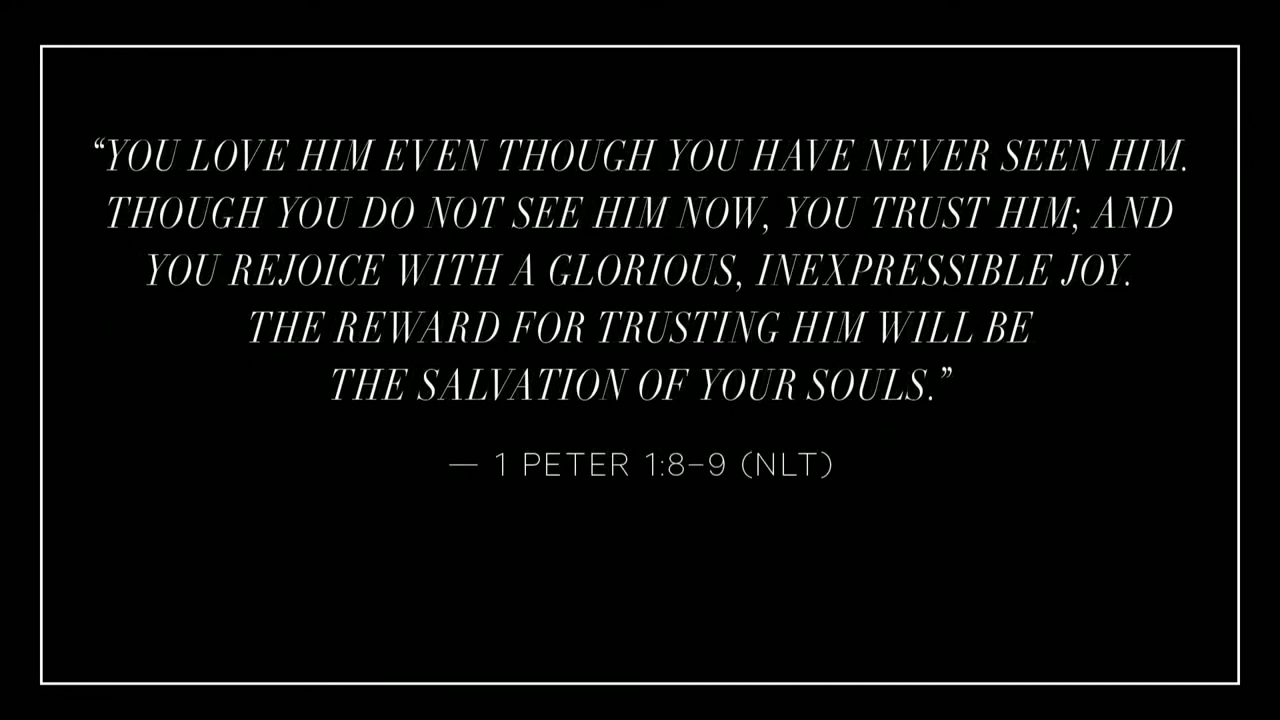 “YOU LOVE HIM EVEN THOUGH YOU HAVE NEVER SEEN HIM.
THOUGH YOU DO NOT SEE HIM NOW, YOU TRUST HIM; AND
YOU REJOICE WITH A GLORIOUS, INEXPRESSIBLE JOY.
THE REWARD FOR TRUSTING HIM WILL BE
THE SALVATION OF YOUR SOULS.”
— 1 PETER 1:8–9 (NLT)